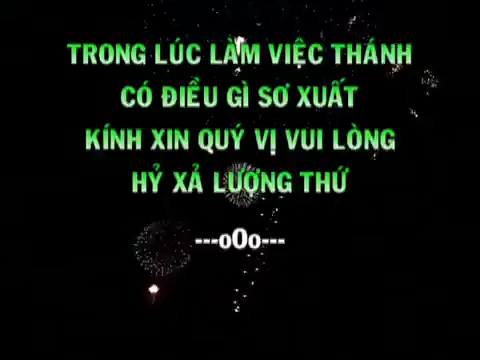 TRONG LÚC LÀM VIỆC THÁNH
CÓ ĐIỀU GÌ SƠ XUẤT
KÍNH XIN QUÝ VỊ VUI LÒNG
HỶ XẢ LƯỢNG THỨ
---oOo---